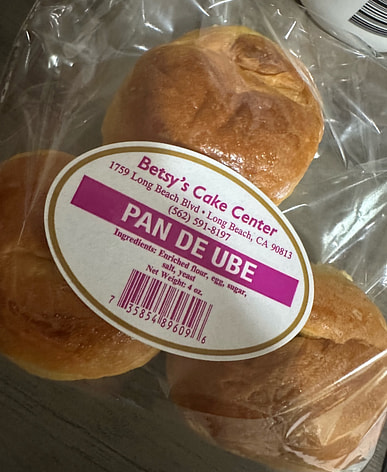 Betsy's Cake Center
1759 Long Beach Blvd • Long Beach, CA 90813
(562) 591-8197
PAN DE UBE
Ingredients: Enriched flour, egg, sugar,
salt, yeast
Net Weight: 4 oz.
7 35854 89609 6